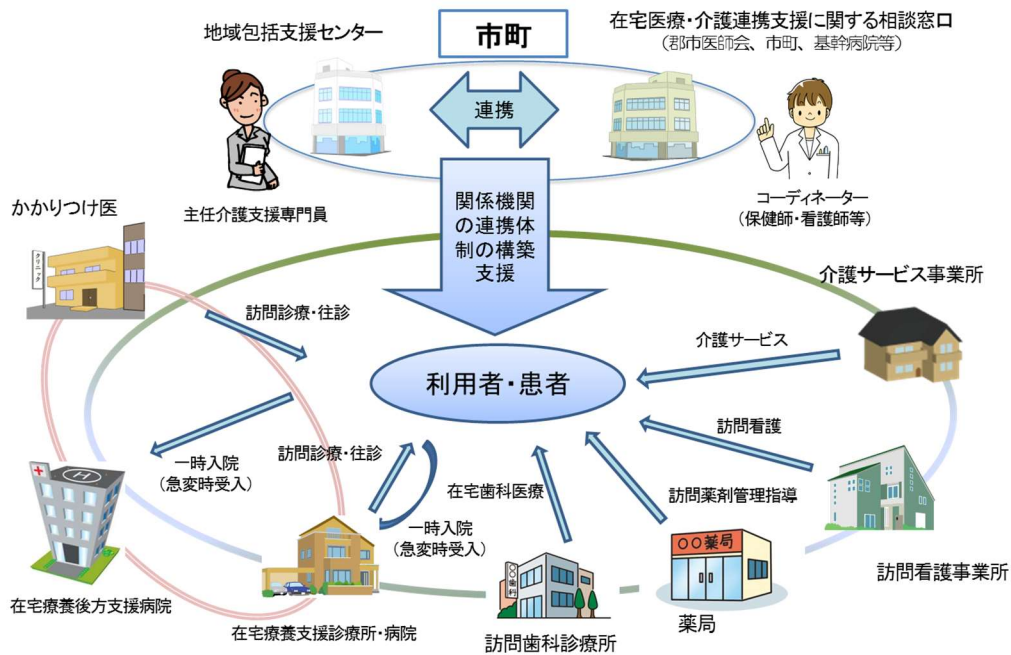 市町
地域包括支援センター
在宅医療・介護連携支援に関する相談窓口
（郡市医師会、市町、基幹病院等）
連携
主任介護支援専門員
コーディネーター
（保健師・看護師等）
関係機関
の連携体
制の構築
支援
かかりつけ医
クリニック
訪問診療・往診
介護サービス事業所
介護サービス
利用者・患者
訪問看護
一時入院
（急変時受入）
訪問診療・往診
在宅歯科医療
訪問薬剤管理指導
一時入院
（急変時受入）
H
〇〇歯科
〇〇薬局
訪問看護事業所
在宅療養後方支援病院
在宅療養支援診療所・病院
訪問歯科診療所
薬局